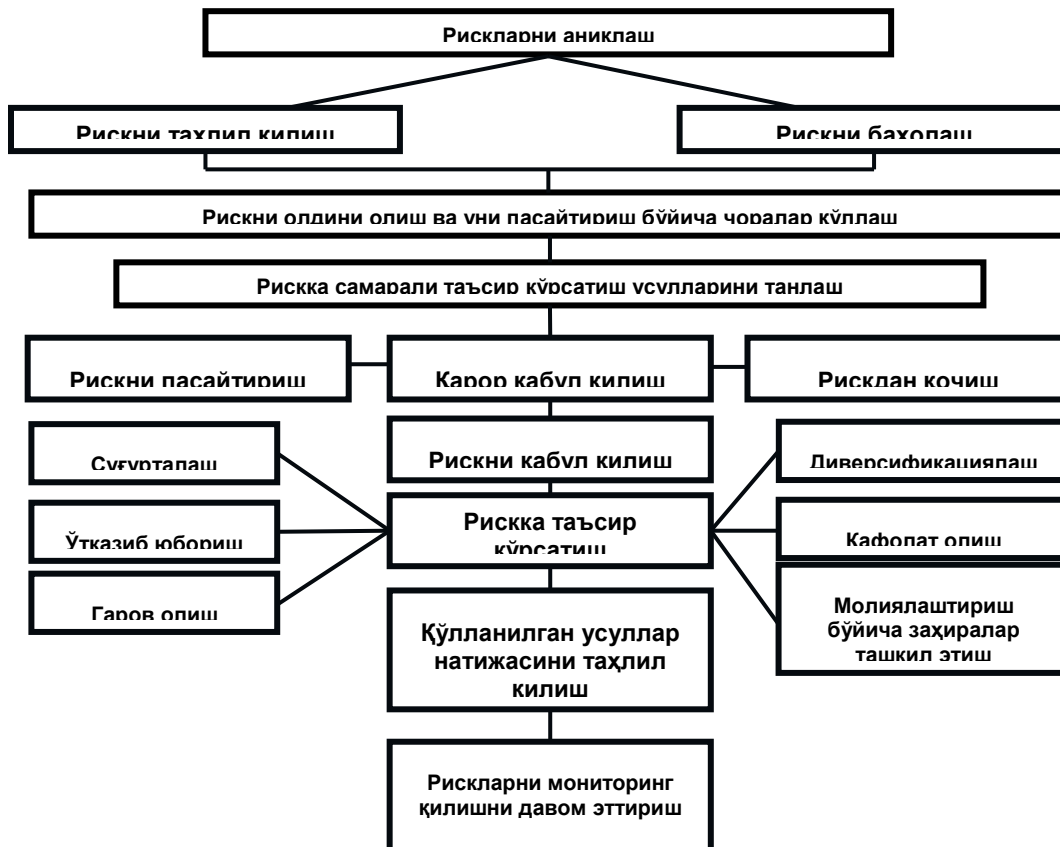 Рискларни аниклаш
Рискни тахлил килиш
Рискни бахолаш
Рискни олдини олиш ва уни пасайтириш бўйича чоралар кўллаш
Рискка самарали таъсир кўрсатиш усулларини танлаш
Рискни пасайтириш
Карор кабул килиш
Рискдан кочиш
Суғурталаш
Рискни кабул килиш
Диверсификациялаш
Ўтказиб юбориш
Рискка таъсир
кўрсатиш
Кафолат олиш
Гаров олиш
Қўлланилган усуллар
натижасини таҳлил
килиш
Молиялаштириш
бўйича заҳиралар
ташкил этиш
Рискларни мониторинг
қилишни давом эттириш